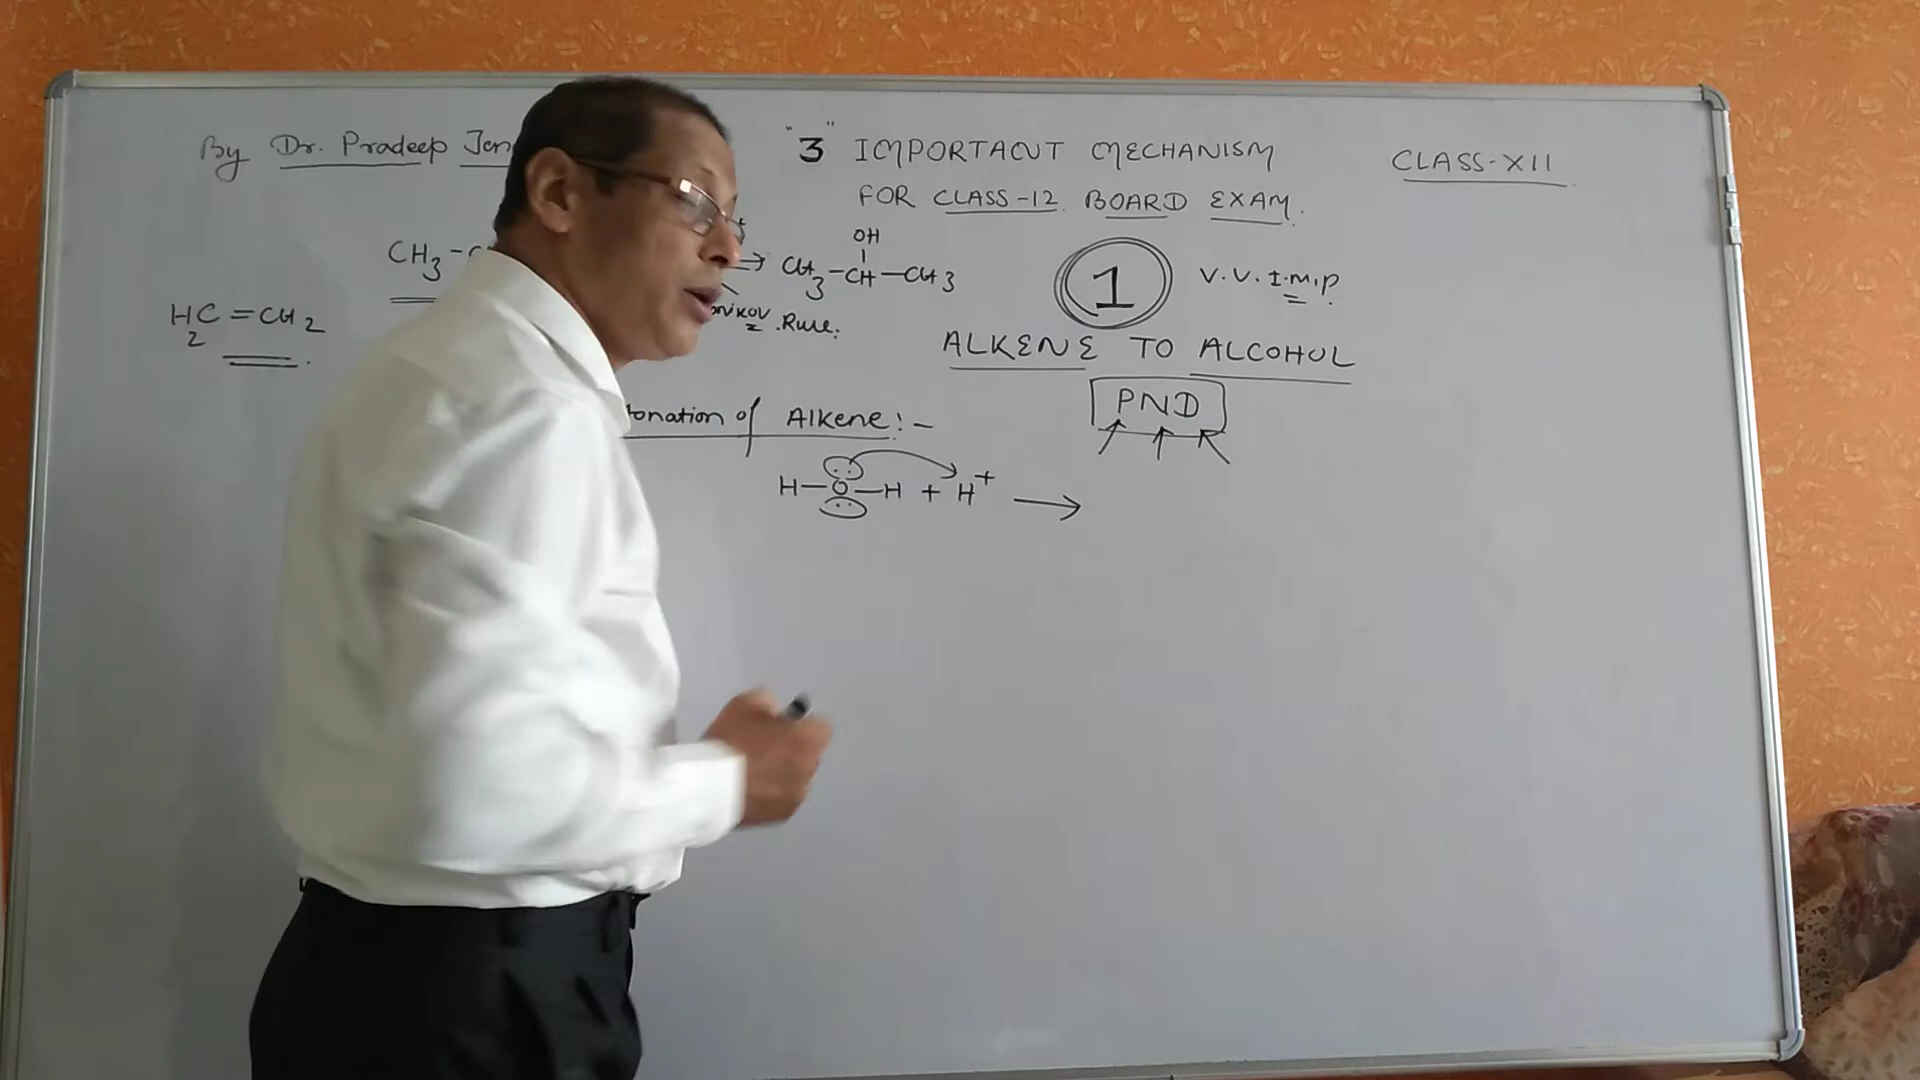 By Dr. Pradeep
"3" IMPORTANT MECHANISM
FOR CLASS-12 BOARD EXAM.
CLASS-XII
CH3-
OH
CH3-CH-CH3
Rule.
H2C=CH2
1
V.V.I.M.P.
ALKENE TO ALCOHOL
PND
of Alkene:-
H-O-H + H+ →